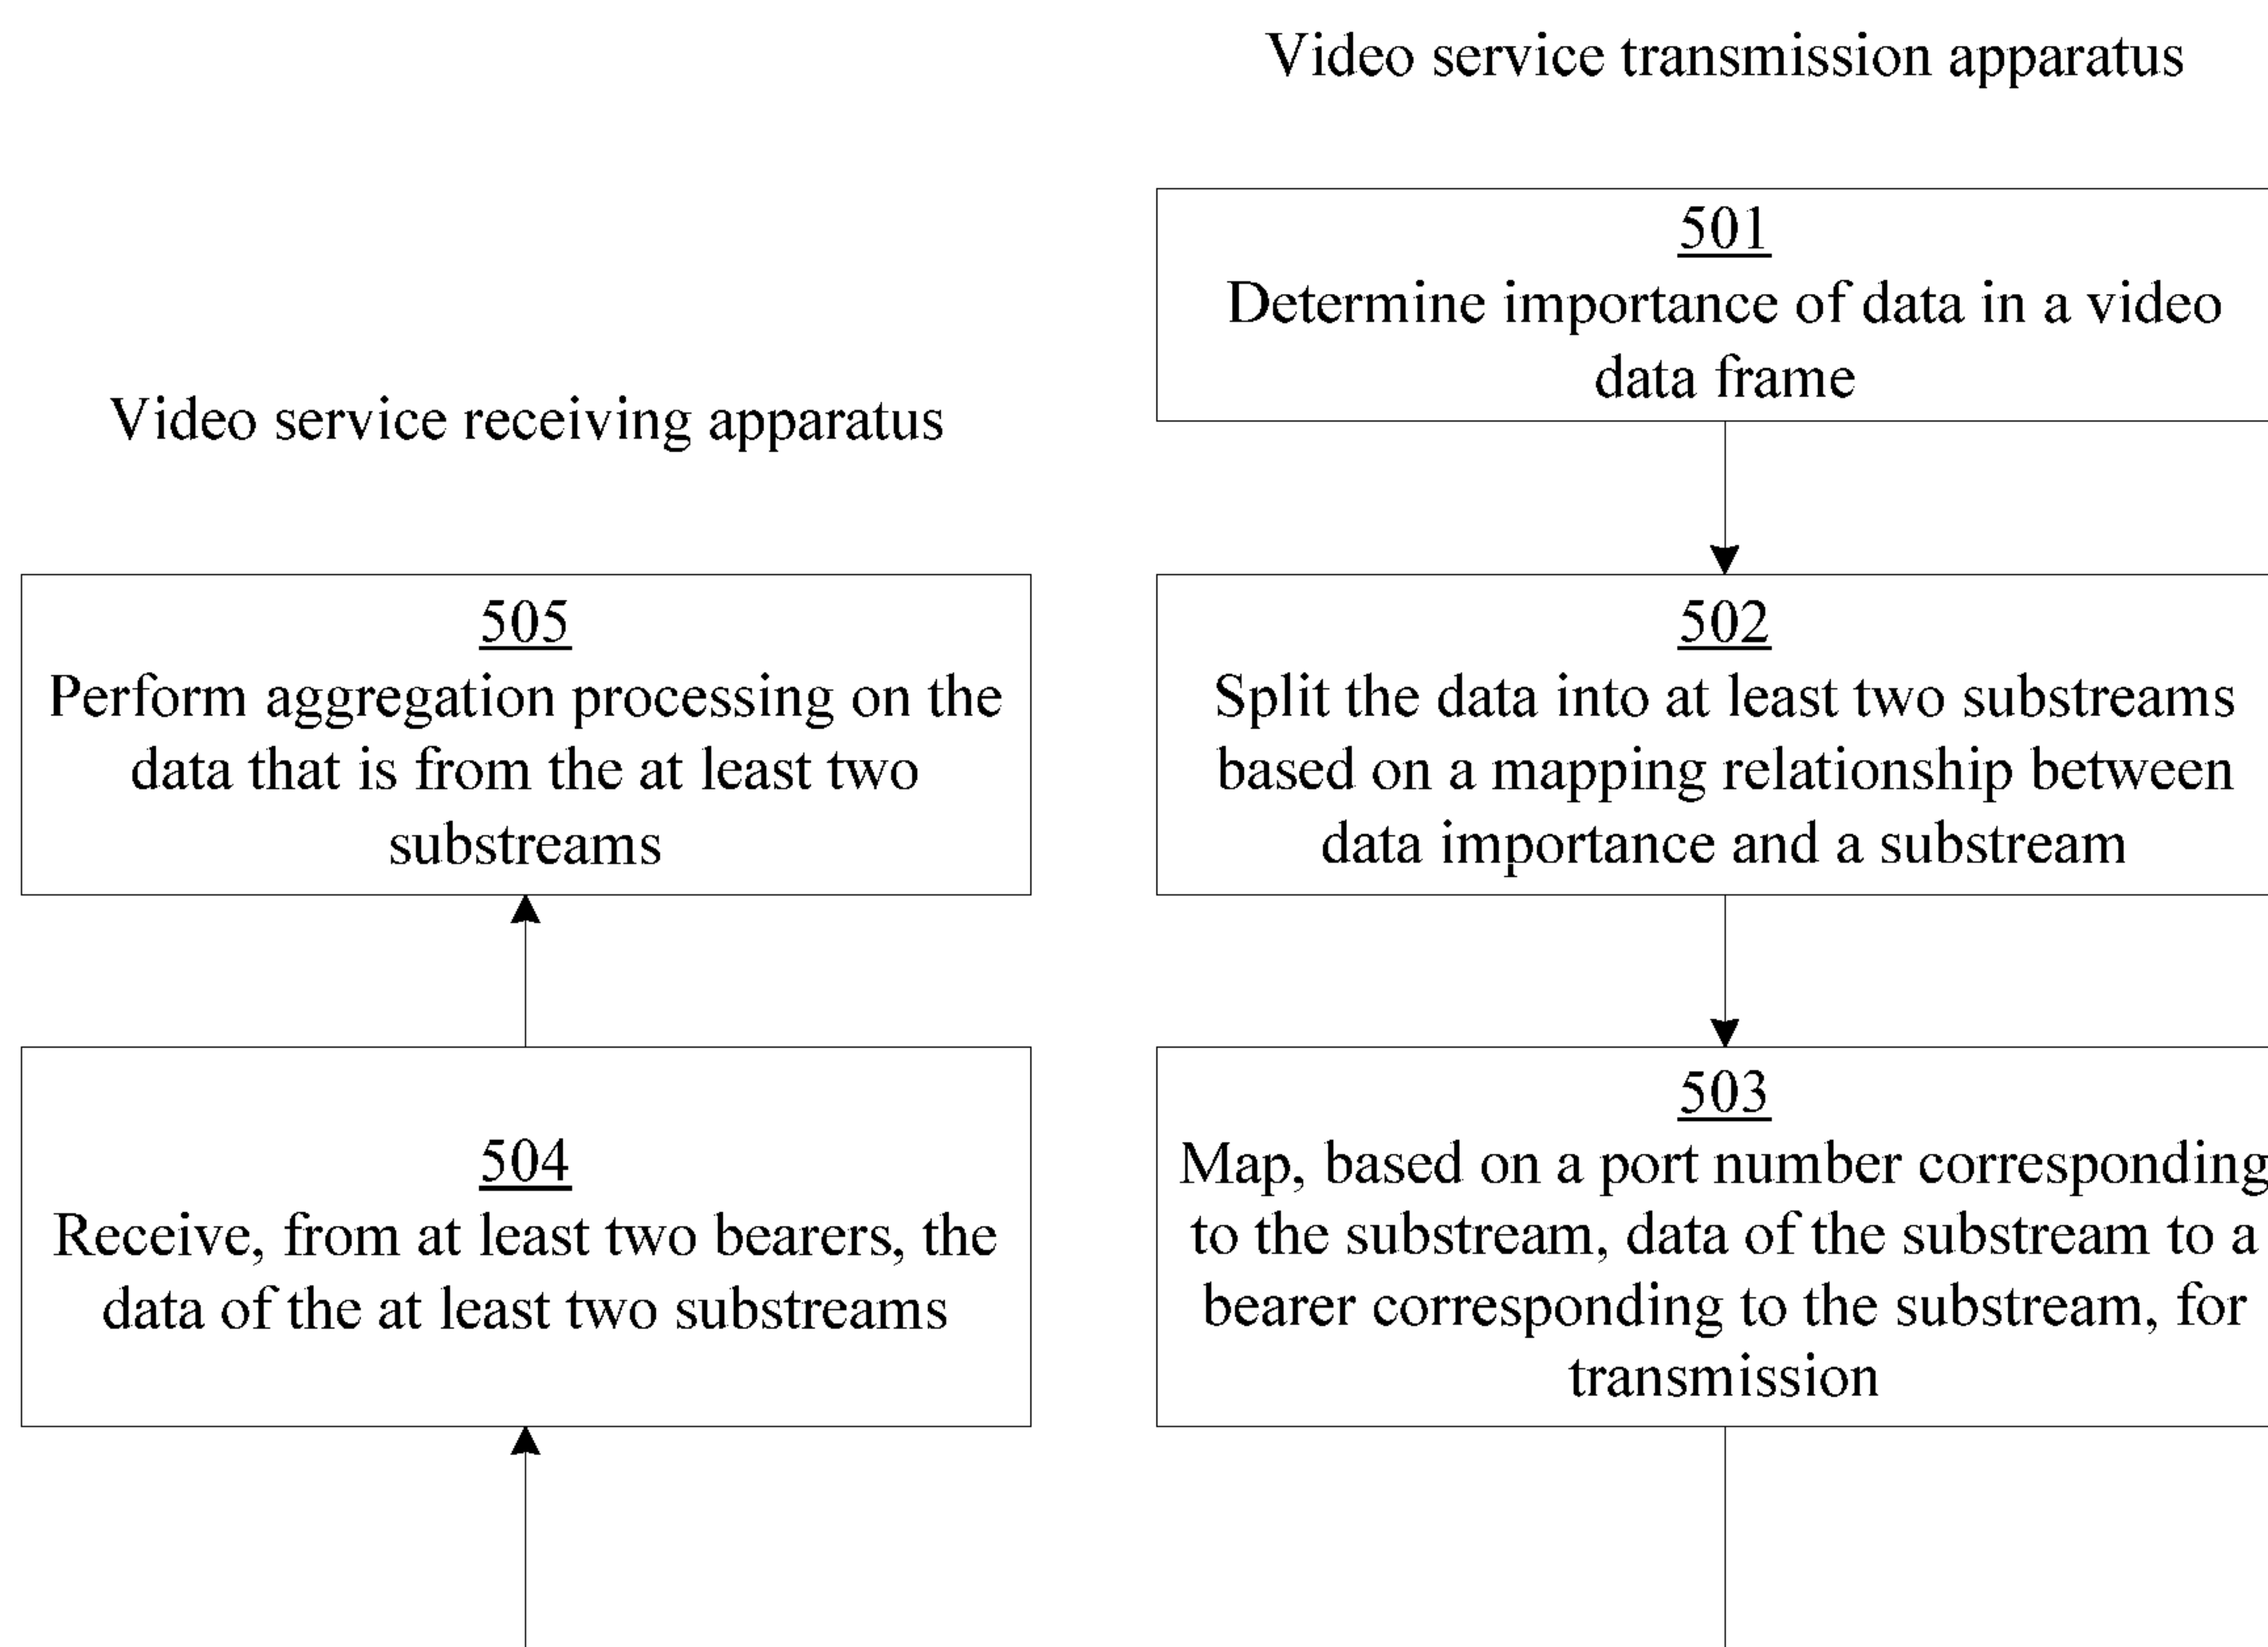 Video service transmission apparatus
501
Determine importance of data in a video
data frame
Video service receiving apparatus
505
Perform aggregation processing on the
data that is from the at least two
substreams
502
Split the data into at least two substreams
based on a mapping relationship between
data importance and a substream
504
Receive, from at least two bearers, the
data of the at least two substreams
503
Map, based on a port number corresponding
to the substream, data of the substream to a
bearer corresponding to the substream, for
transmission